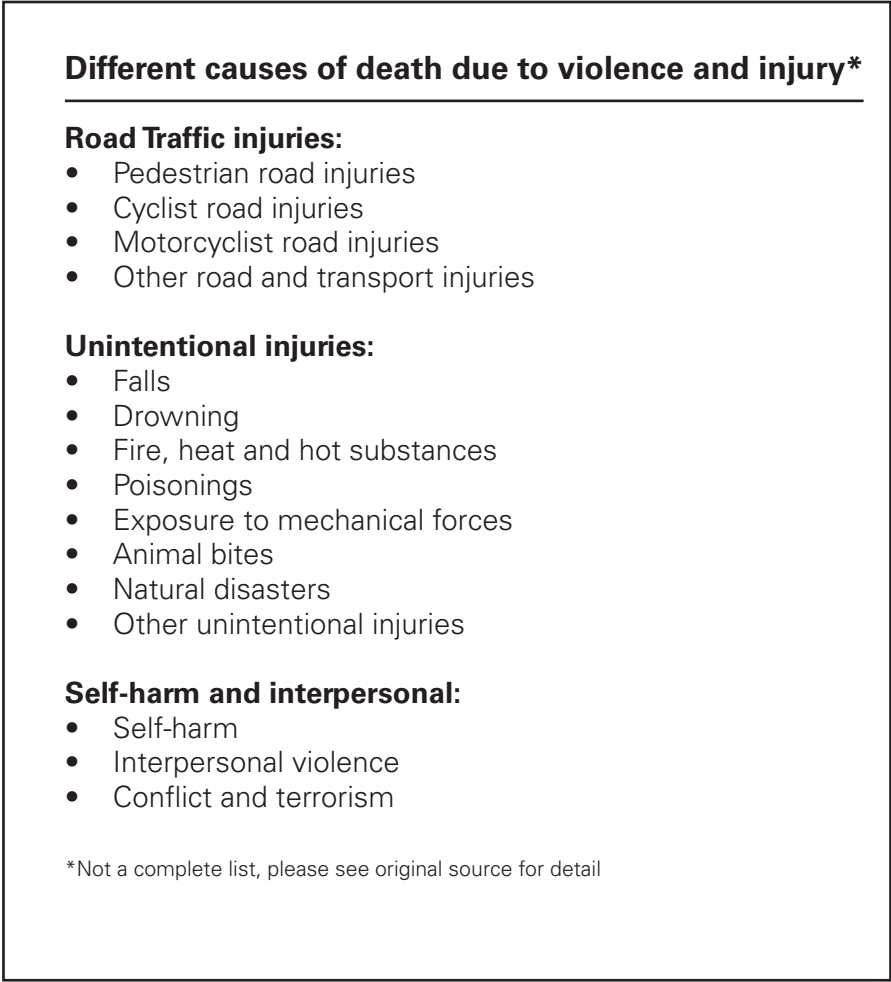 Different causes of death due to violence and injury*
Road Traffic injuries:
• Pedestrian road injuries
• Cyclist road injuries
• Motorcyclist road injuries
• Other road and transport injuries
Unintentional injuries:
• Falls
• Drowning
• Fire, heat and hot substances
• Poisonings
• Exposure to mechanical forces
• Animal bites
• Natural disasters
• Other unintentional injuries
Self-harm and interpersonal:
• Self-harm
• Interpersonal violence
• Conflict and terrorism
*Not a complete list, please see original source for detail